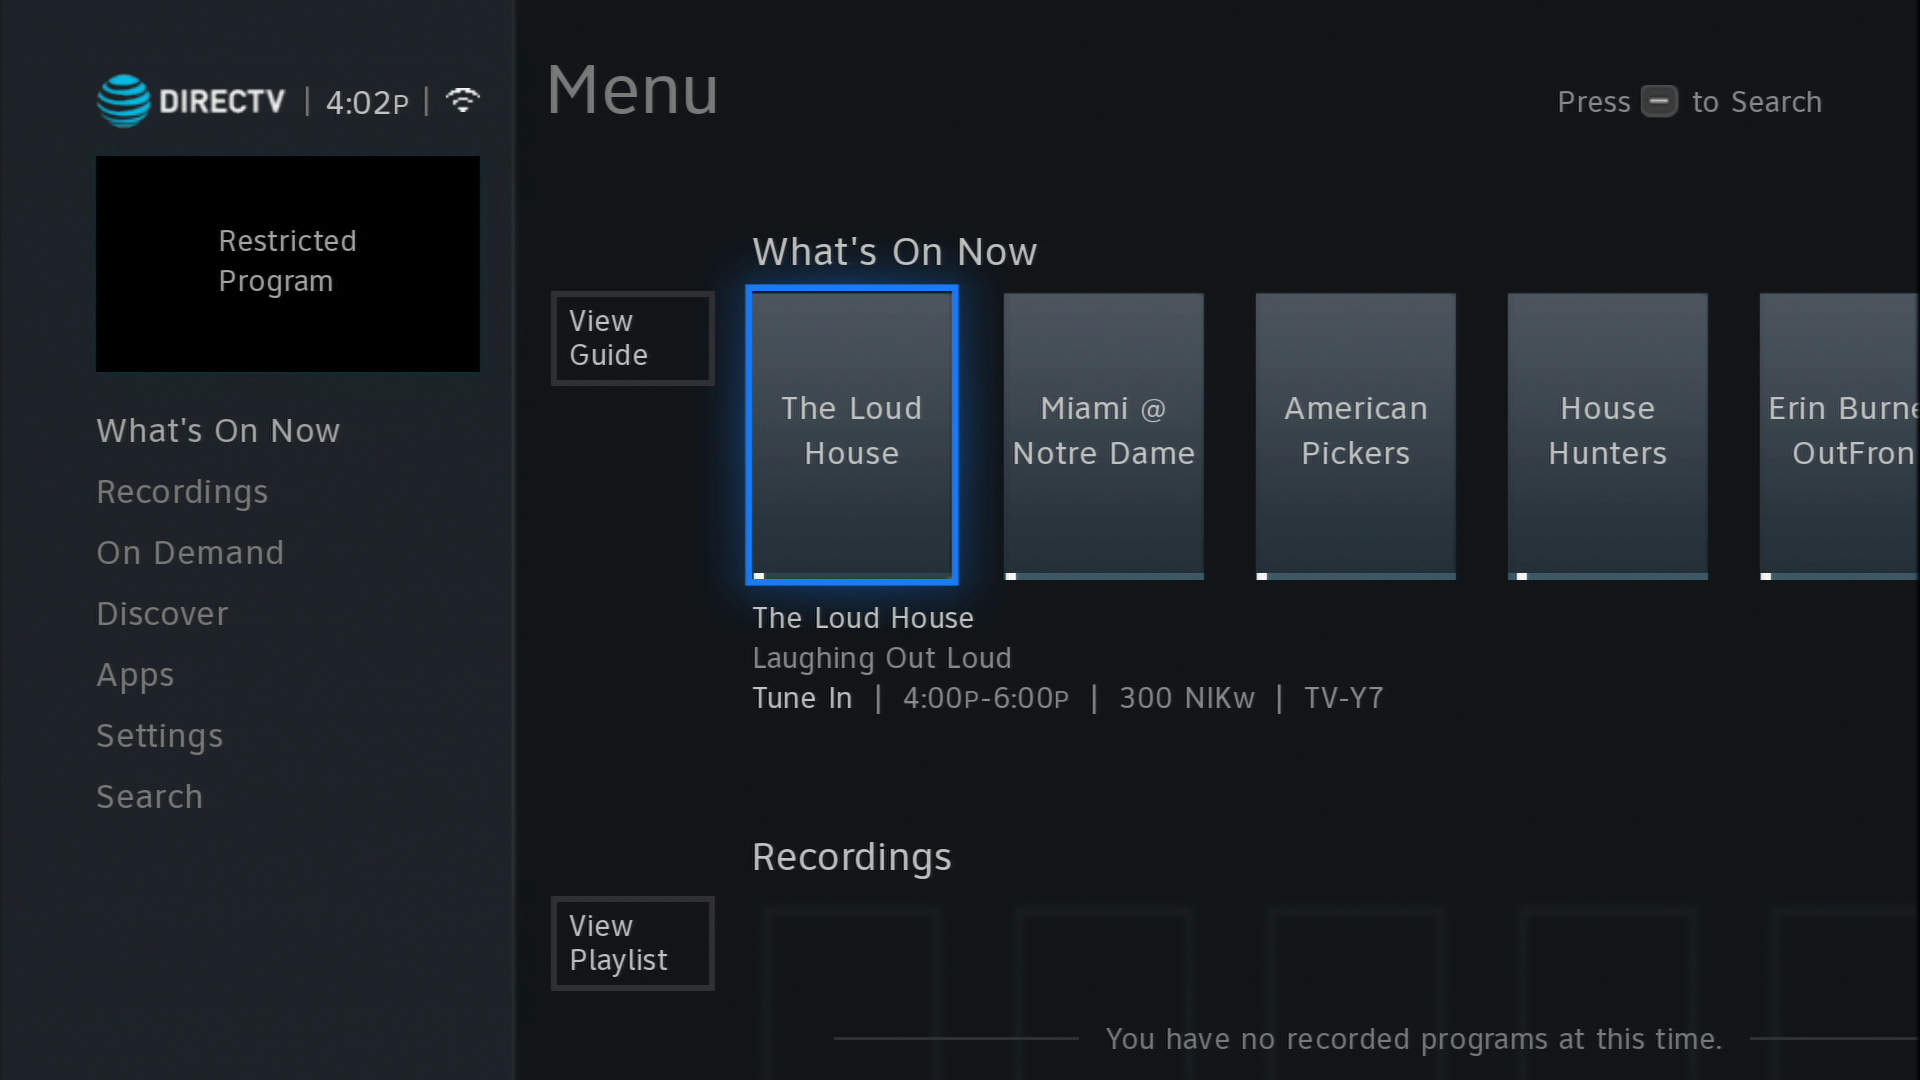 DIRECTV | 4:02P |
Restricted
Program
What's On Now
Recordings
On Demand
Discover
Apps
Settings
Search
Menu
Press to Search
What's On Now
View
Guide
The Loud
House
Miami @
Notre Dame
American
Pickers
House
Hunters
Erin Burne
OutFron
The Loud House
Laughing Out Loud
Tune In | 4:00P-6:00P | 300 NIKw | TV-Y7
Recordings
View
Playlist
You have no recorded programs at this time.